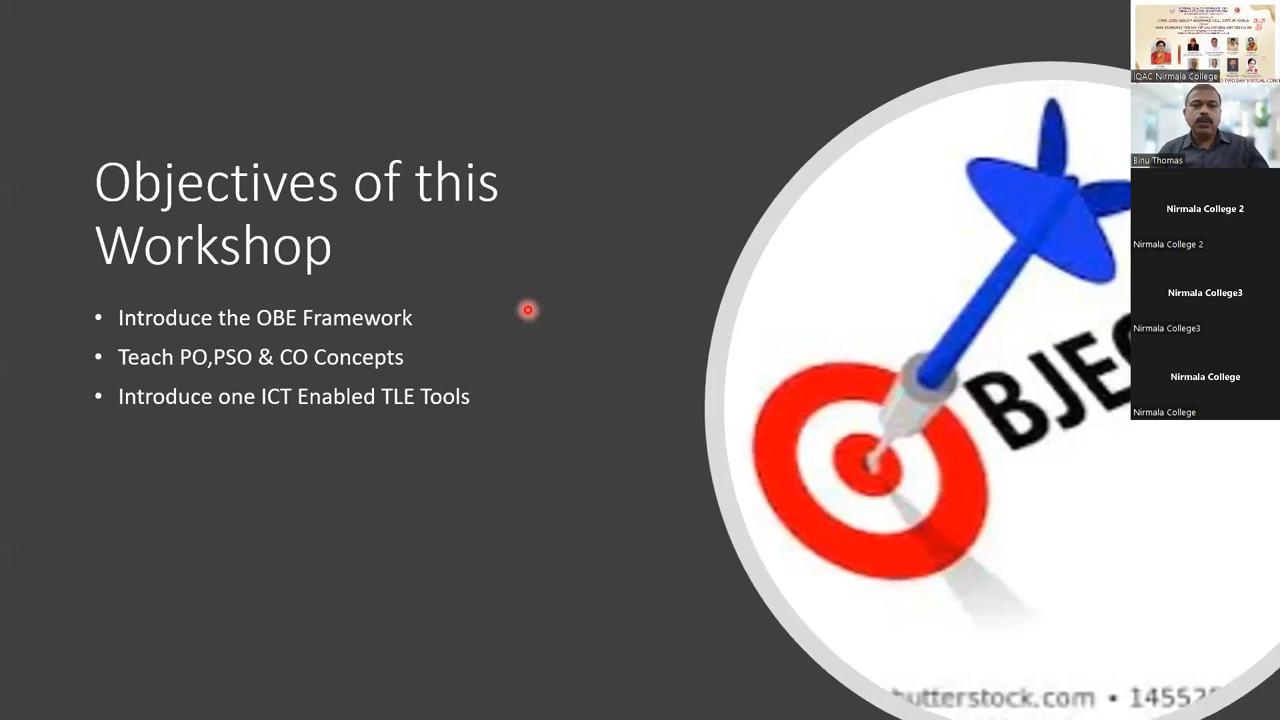 Objectives of this
Workshop
• Introduce the OBE Framework
• Teach PO,PSO & CO Concepts
• Introduce one ICT Enabled TLE Tools
BJEC
utterstock.com • 14552
IQAC Nirmala College
Binu Thomas
Nirmala College 2
Nirmala College 2
Nirmala College3
Nirmala College3
Nirmala College
Nirmala College